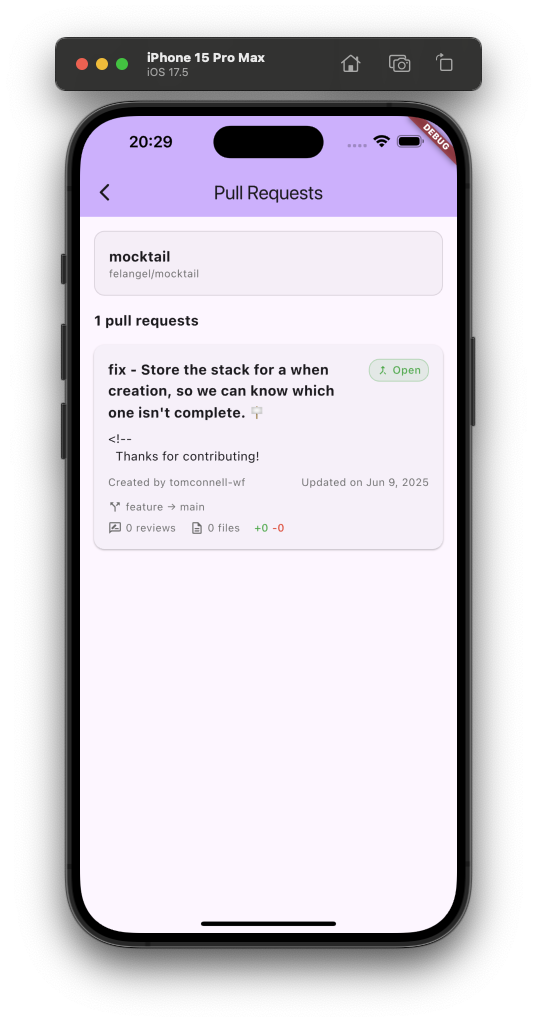 iPhone 15 Pro Max
iOS 17.5
20:29
DEBUG
Pull Requests
mocktail
felangel/mocktail
1 pull requests
fix - Store the stack for a when
creation, so we can know which
one isn't complete. 🪧
Open
<!--
Thanks for contributing!
Created by tomconnell-wf
Updated on Jun 9, 2025
feature → main
0 reviews
0 files
+0 -0